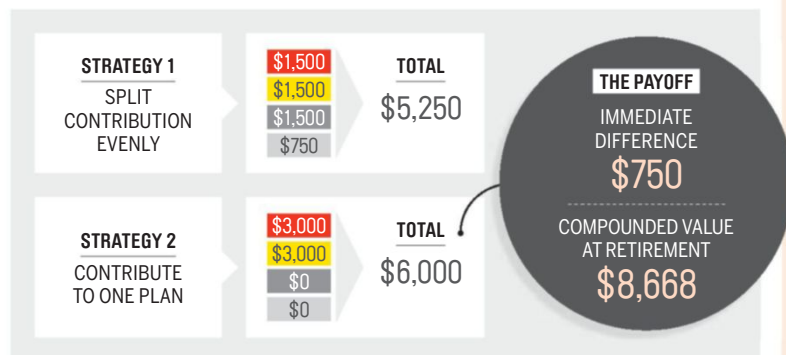 STRATEGY 1
SPLIT
CONTRIBUTION
EVENLY
$1,500
$1,500
$1,500
$750
TOTAL
$5,250
STRATEGY 2
CONTRIBUTE
TO ONE PLAN
$3,000
$3,000
$0
$0
TOTAL
$6,000
THE PAYOFF
IMMEDIATE
DIFFERENCE
$750
COMPOUNDED VALUE
AT RETIREMENT
$8,668